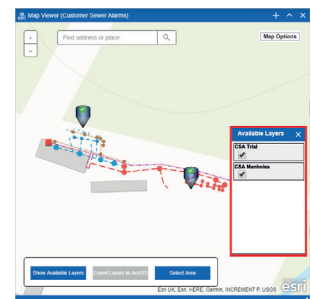 esri Map Viewer (Customer Sewer Alarms)
Find address or place
Map Options
Available Layers
CSA Trial
CSA Manholes
Show Available Layers
Export Layers to ArcGIS
Select Area
Esri UK, Esri, HERE, Garmin, INCREMENT P, USGS
esri